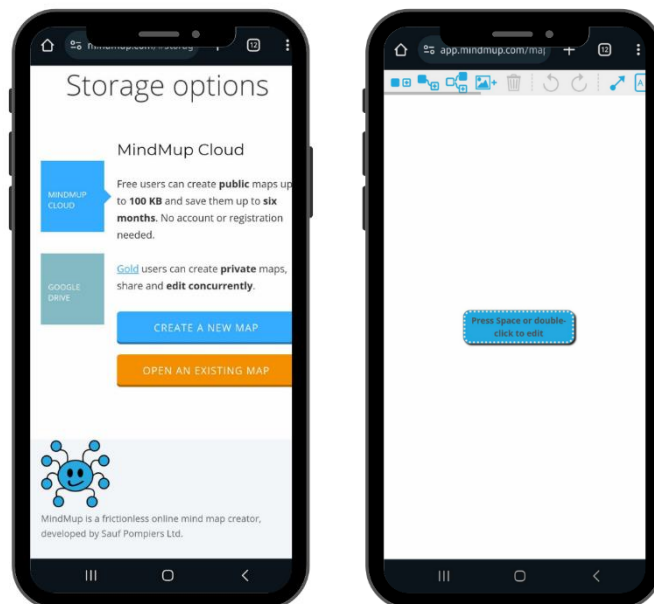 12
Storage options
MindMup Cloud
MINDMUP
CLOUD
Free users can create public maps up
to 100 KB and save them up to six
months. No account or registration
needed.
GOOGLE
DRIVE
Gold users can create private maps,
share and edit concurrently.
CREATE A NEW MAP
OPEN AN EXISTING MAP
MindMup is a frictionless online mind map creator,
developed by Sauf Pompiers Ltd.
app.mindmup.com/ma
12
A
Press Space or double-
click to edit